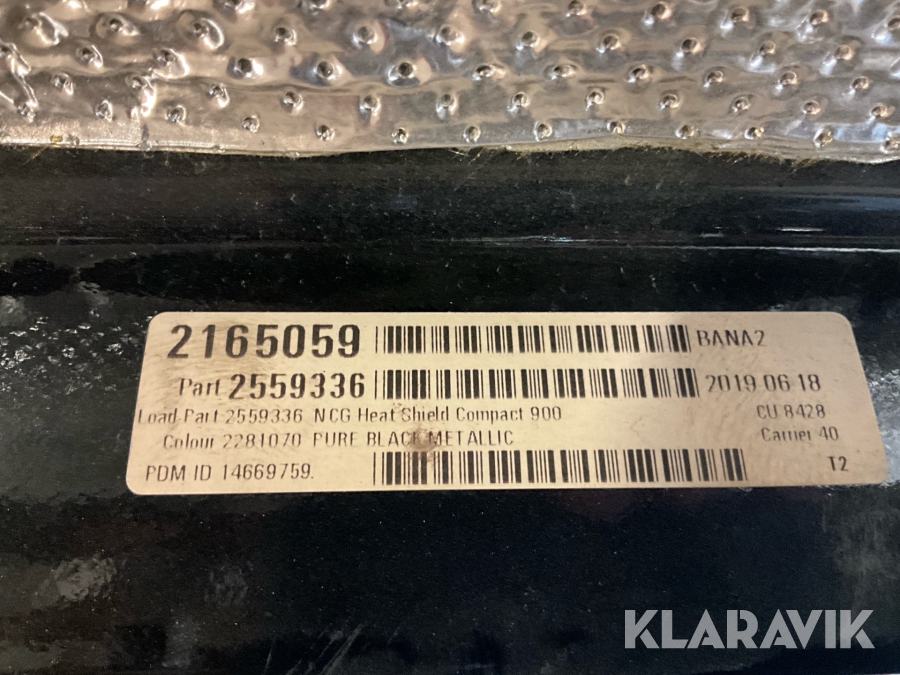 2165059 BANA2
Part 2559336 2019 06 18
Load-Part 2559336 NCG Heat Shield Compact 900 CU 8428
Colour 2281070 PURE BLACK METALLIC Carrier 40
PDM ID 14669759. T2
KLARAVIK